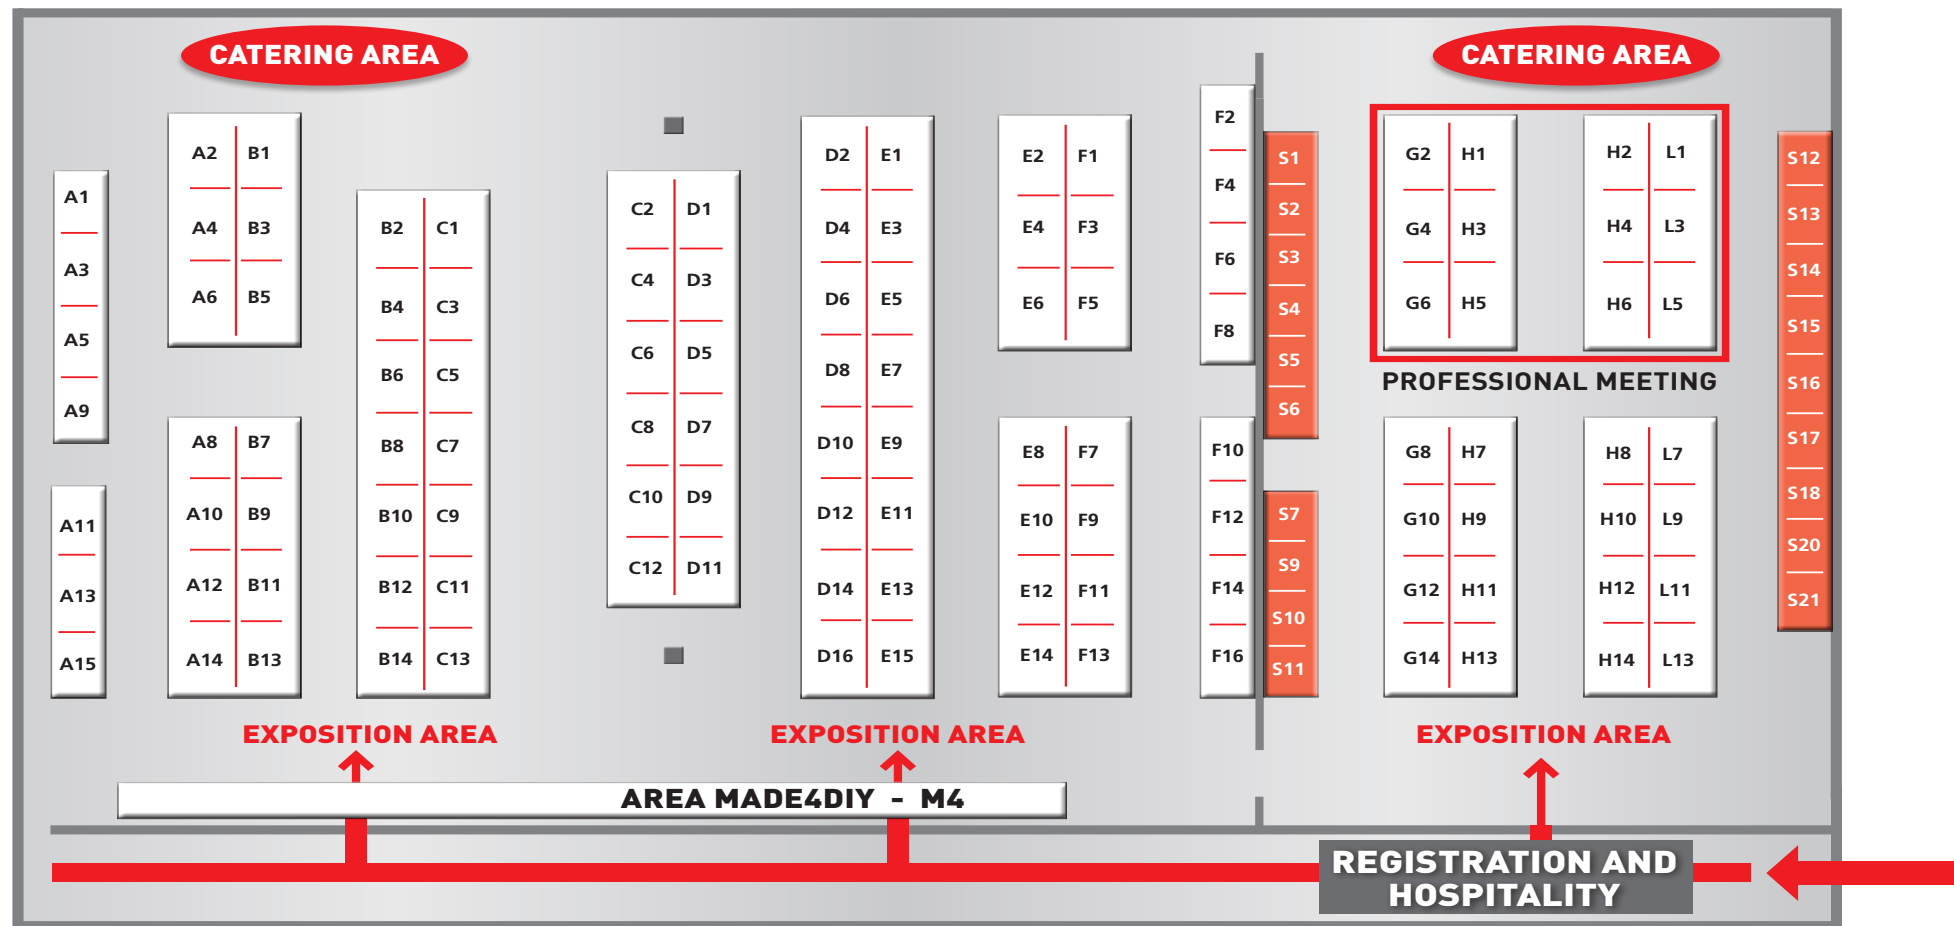 CATERING AREA
CATERING AREA
A1
A3
A5
A9
A11
A13
A15
A2 B1
A4 B3
A6 B5
A8 B7
A10 B9
A12 B11
A14 B13
B2 C1
B4 C3
B6 C5
B8 C7
B10 C9
B12 C11
B14 C13
C2 D1
C4 D3
C6 D5
C8 D7
C10 D9
C12 D11
D2 E1
D4 E3
D6 E5
D8 E7
D10 E9
D12 E11
D14 E13
D16 E15
E2 F1
E4 F3
E6 F5
E8 F7
E10 F9
E12 F11
E14 F13
F2
F4
F6
F8
F10
F12
F14
F16
S1
S2
S3
S4
S5
S6
S7
S9
S10
S11
G2 H1
G4 H3
G6 H5
H2 L1
H4 L3
H6 L5
PROFESSIONAL MEETING
G8 H7
G10 H9
G12 H11
G14 H13
H8 L7
H10 L9
H12 L11
H14 L13
S12
S13
S14
S15
S16
S17
S18
S20
S21
EXPOSITION AREA
EXPOSITION AREA
EXPOSITION AREA
AREA MADE4DIY - M4
REGISTRATION AND
HOSPITALITY